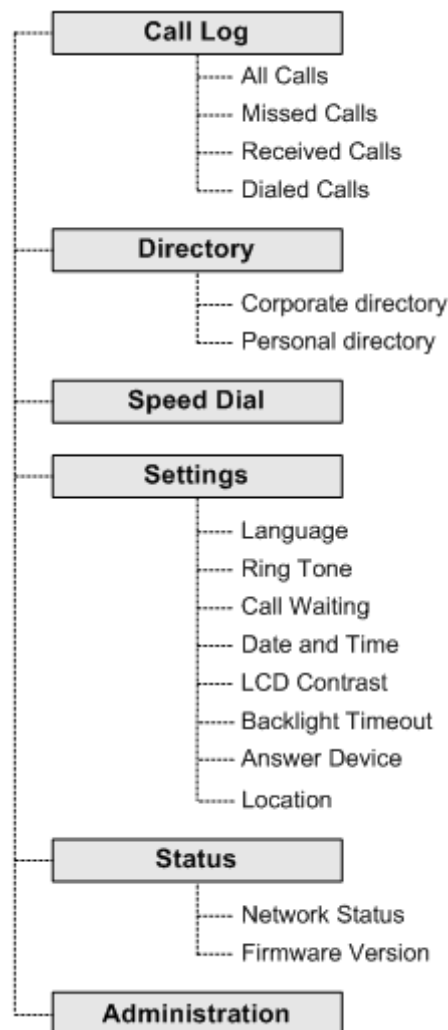 Call Log
All Calls
Missed Calls
Received Calls
Dialed Calls
Directory
Corporate directory
Personal directory
Speed Dial
Settings
Language
Ring Tone
Call Waiting
Date and Time
LCD Contrast
Backlight Timeout
Answer Device
Location
Status
Network Status
Firmware Version
Administration